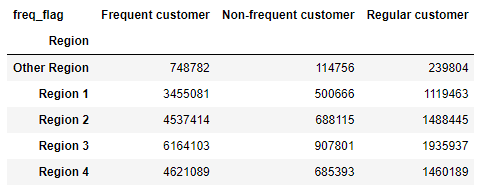 freq_flag Frequent customer Non-frequent customer Regular customer
Region
Other Region 748782 114756 239804
Region 1 3455081 500666 1119463
Region 2 4537414 688115 1488445
Region 3 6164103 907801 1935937
Region 4 4621089 685393 1460189